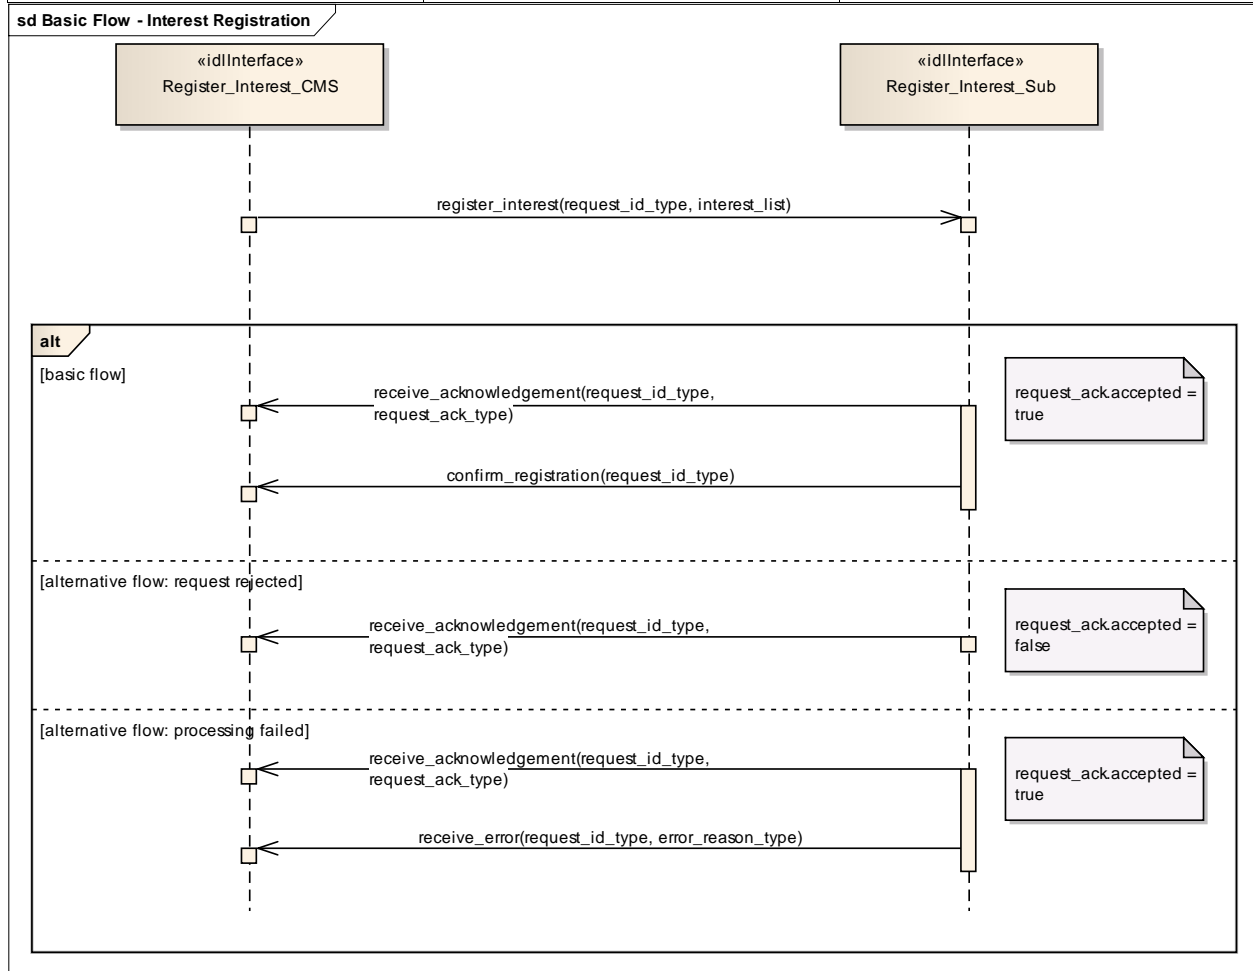 sd Basic Flow - Interest Registration
«idlInterface»
Register_Interest_CMS
«idlInterface»
Register_Interest_Sub
register_interest(request_id_type, interest_list)
alt
[basic flow]
receive_acknowledgement(request_id_type,
request_ack_type)
request_ack.accepted =
true
confirm_registration(request_id_type)
[alternative flow: request rejected]
receive_acknowledgement(request_id_type,
request_ack_type)
request_ack.accepted =
false
[alternative flow: processing failed]
receive_acknowledgement(request_id_type,
request_ack_type)
request_ack.accepted =
true
receive_error(request_id_type, error_reason_type)